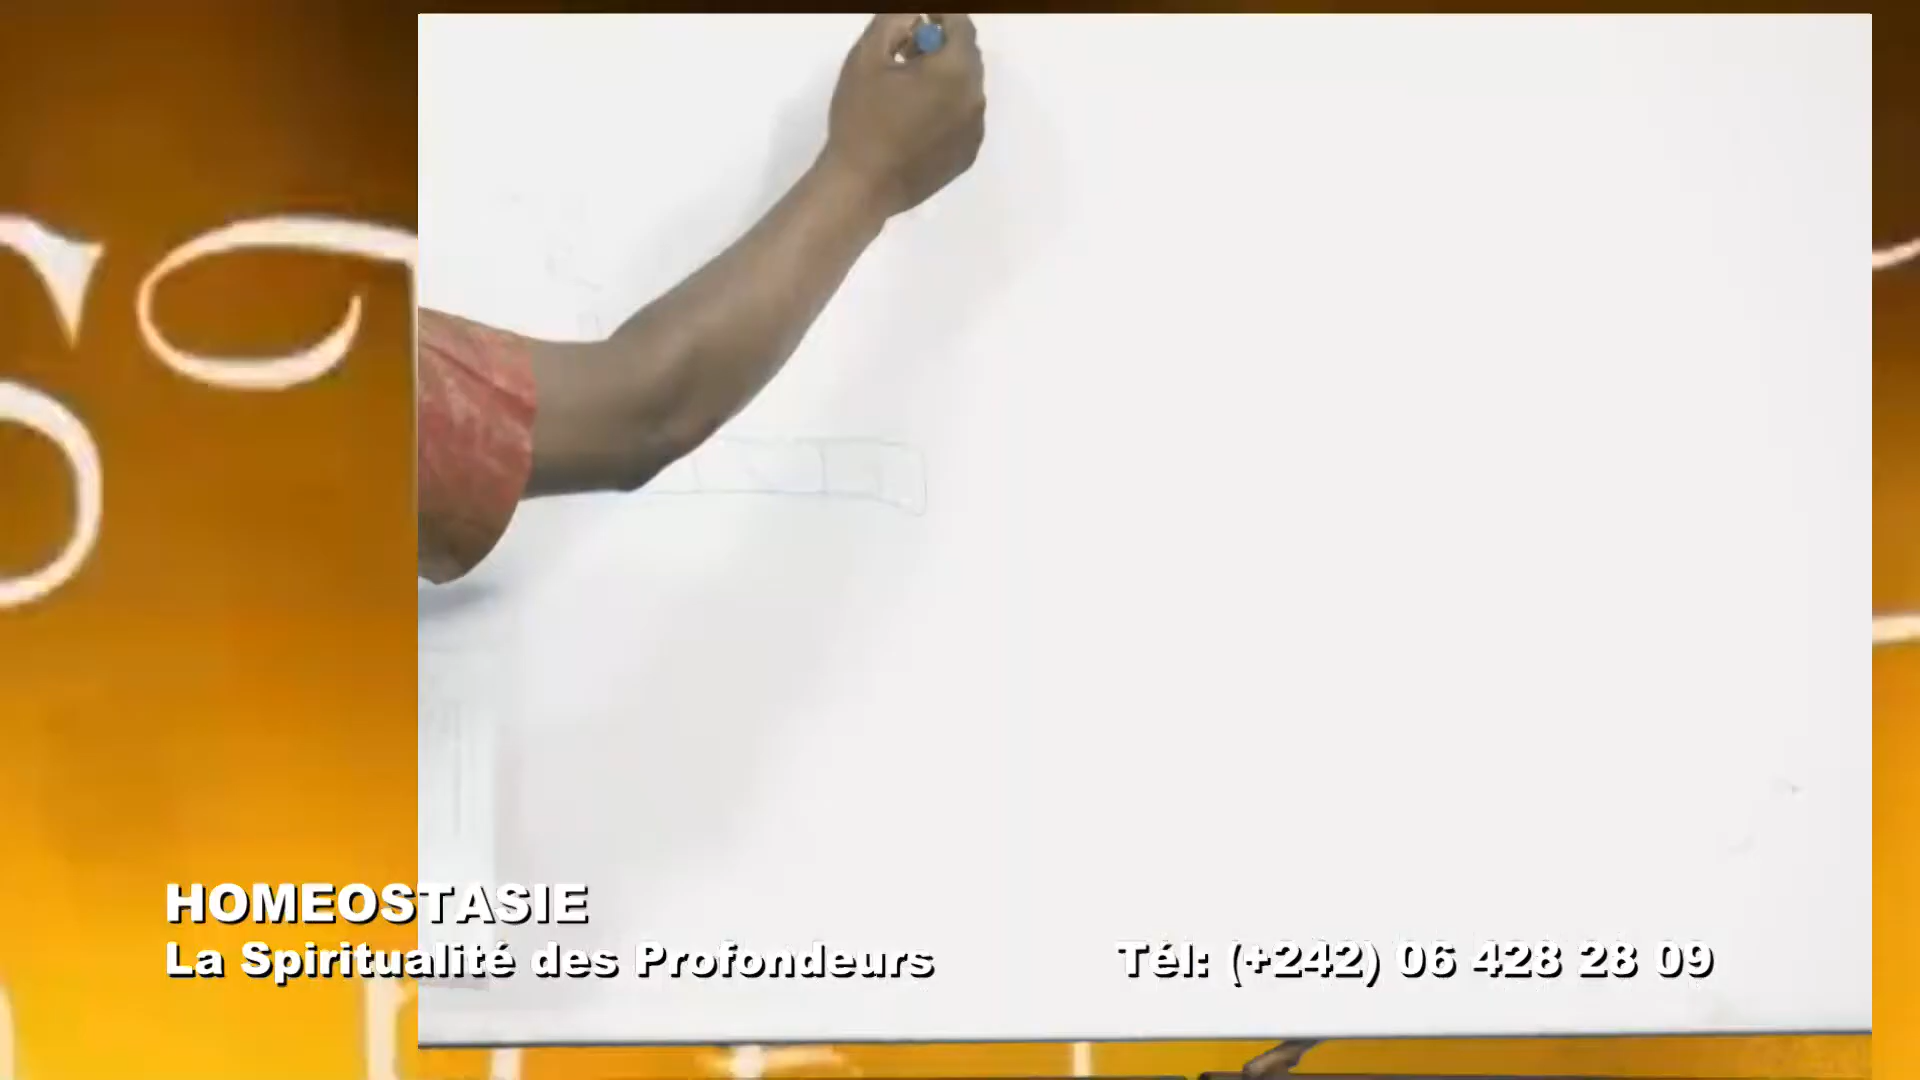 HOMEOSTASIE
La Spiritualité des Profondeurs
Tél: (+242) 06 428 28 09